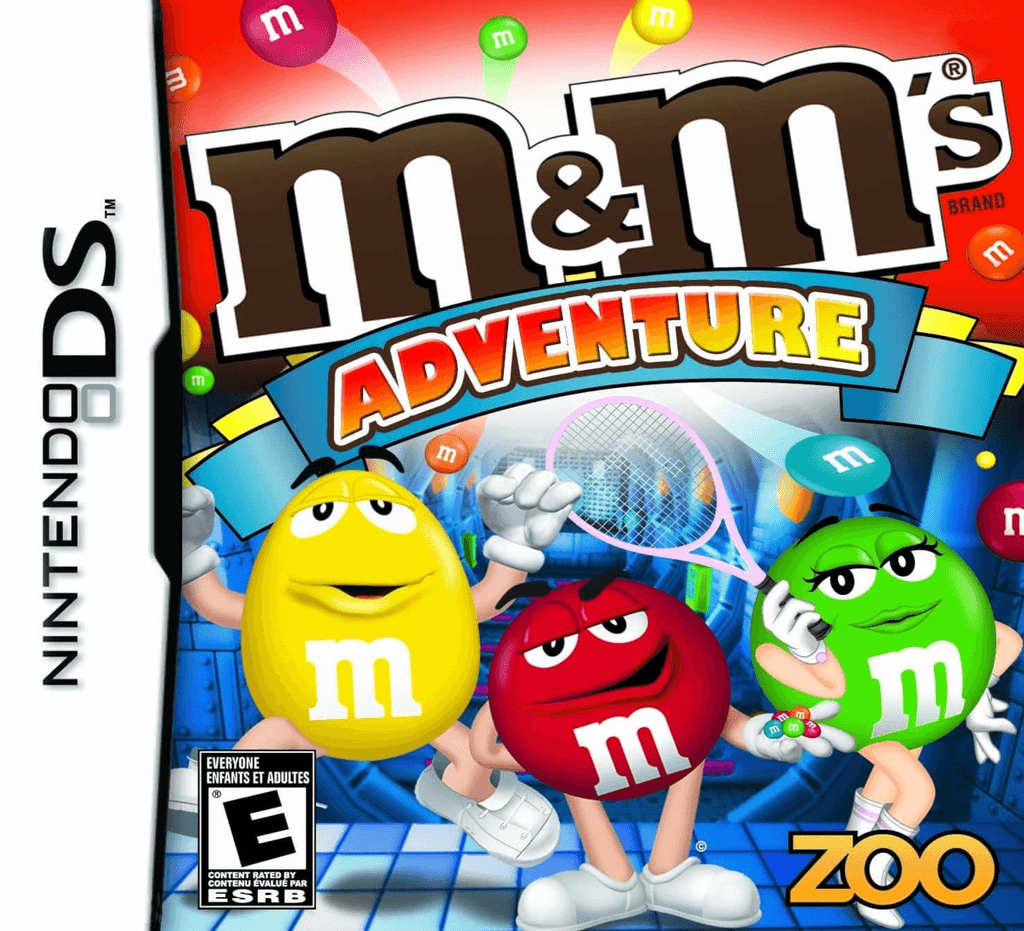 NINTENDO DS™
m&m's®
BRAND
ADVENTURE
m
m
m
m
m
m
m
m
m
m
m
m
EVERYONE
ENFANTS ET ADULTES
®
E
CONTENT RATED BY
CONTENU ÉVALUÉ PAR
ESRB
©
ZOO